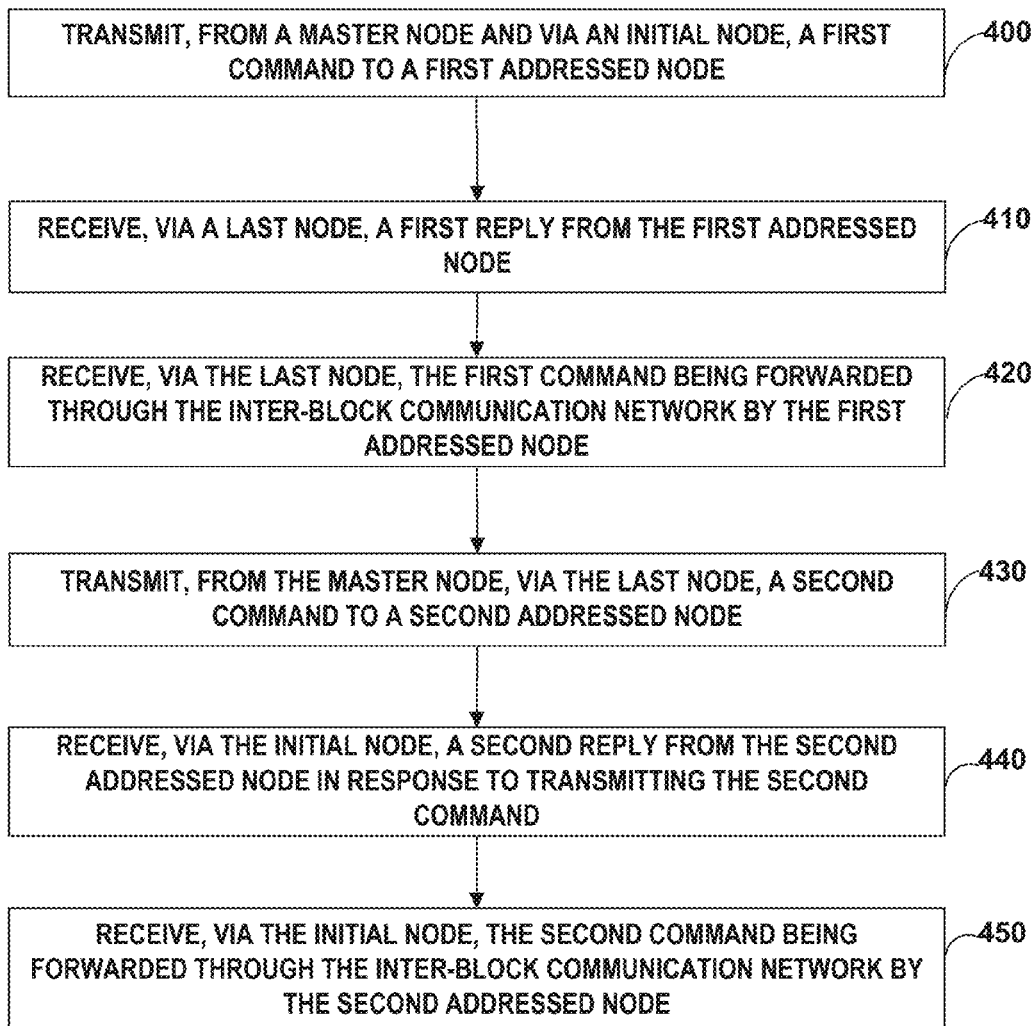 TRANSMIT, FROM A MASTER NODE AND VIA AN INITIAL NODE, A FIRST
COMMAND TO A FIRST ADDRESSED NODE
400
RECEIVE, VIA A LAST NODE, A FIRST REPLY FROM THE FIRST ADDRESSED
NODE
410
RECEIVE, VIA THE LAST NODE, THE FIRST COMMAND BEING FORWARDED
THROUGH THE INTER-BLOCK COMMUNICATION NETWORK BY THE FIRST
ADDRESSED NODE
420
TRANSMIT, FROM THE MASTER NODE, VIA THE LAST NODE, A SECOND
COMMAND TO A SECOND ADDRESSED NODE
430
RECEIVE, VIA THE INITIAL NODE, A SECOND REPLY FROM THE SECOND
ADDRESSED NODE IN RESPONSE TO TRANSMITTING THE SECOND
COMMAND
440
RECEIVE, VIA THE INITIAL NODE, THE SECOND COMMAND BEING
FORWARDED THROUGH THE INTER-BLOCK COMMUNICATION NETWORK BY
THE SECOND ADDRESSED NODE
450